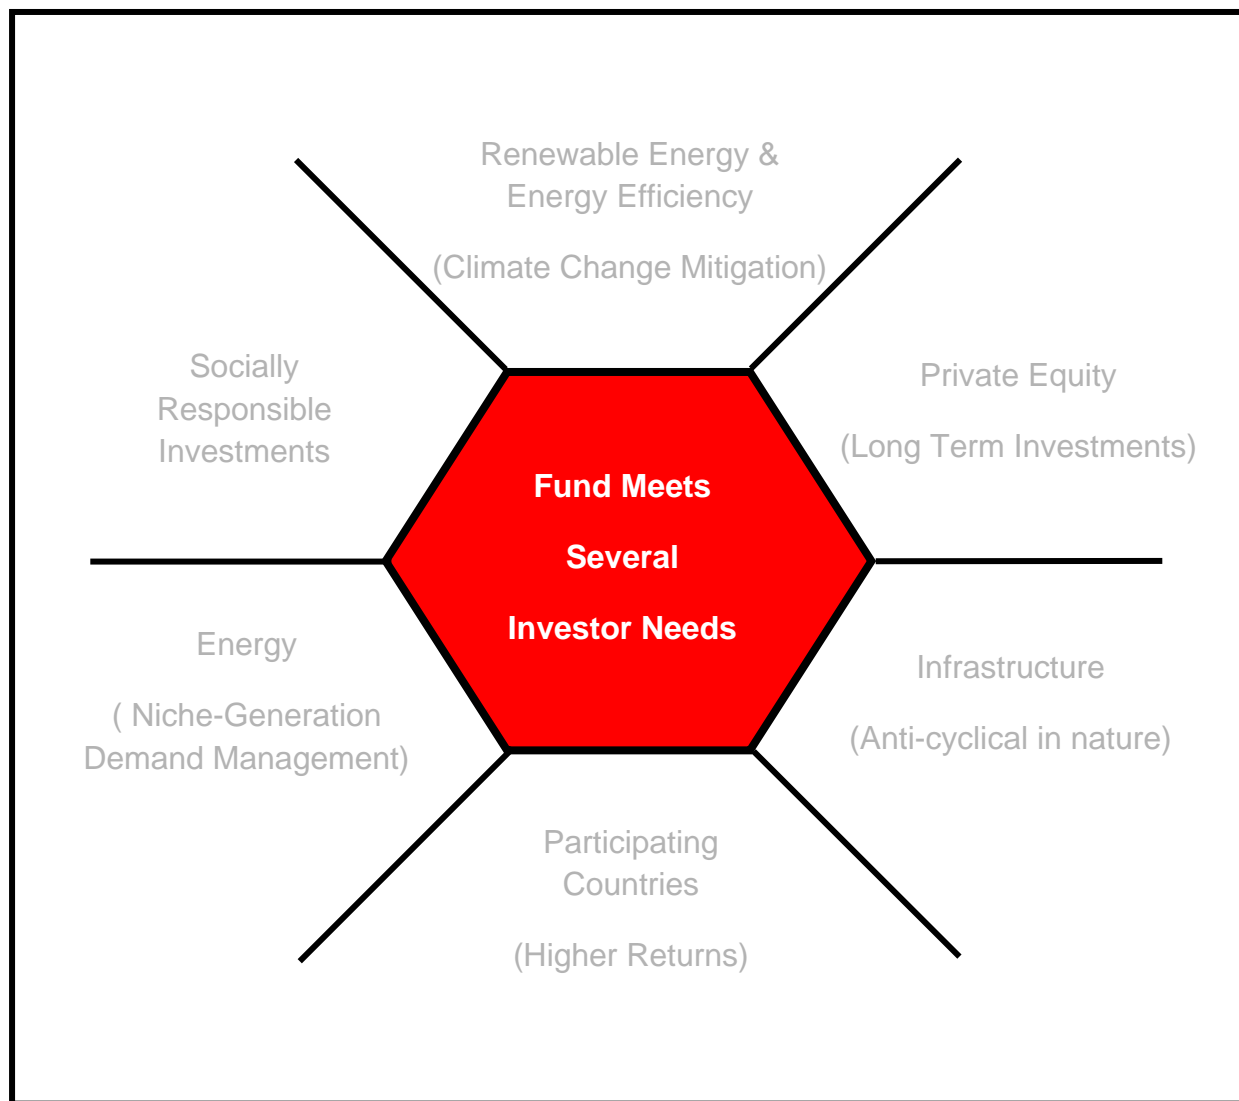 Renewable Energy &
Energy Efficiency
(Climate Change Mitigation)
Socially
Responsible
Investments
Private Equity
(Long Term Investments)
Fund Meets
Several
Investor Needs
Energy
( Niche-Generation
Demand Management)
Infrastructure
(Anti-cyclical in nature)
Participating
Countries
(Higher Returns)